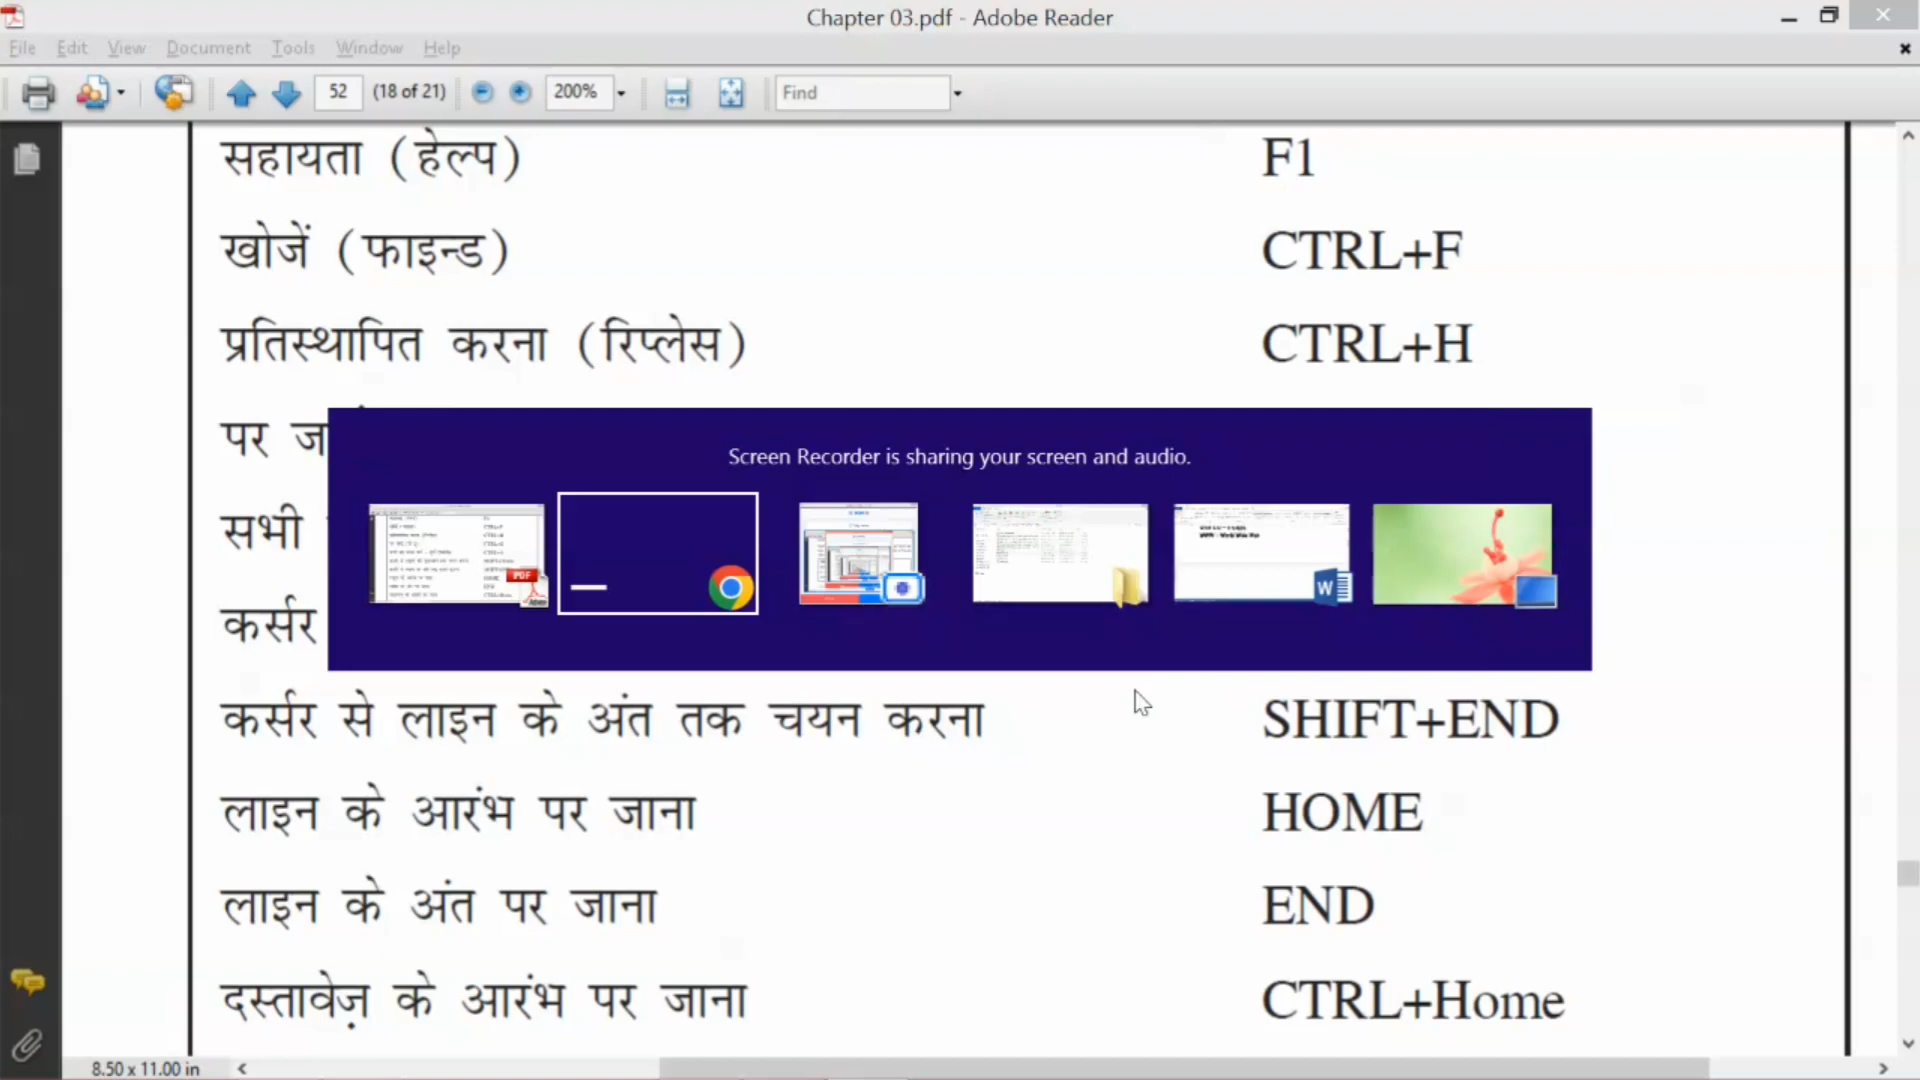 Chapter 03.pdf - Adobe Reader
File Edit View Document Tools Window Help
52 (18 of 21) 200% Find
सहायता (हेल्प) F1
खोजें (फाइन्ड) CTRL+F
प्रतिस्थापित करना (रिप्लेस) CTRL+H
पर
Screen Recorder is sharing your screen and audio.
सभी
कर्सर
कर्सर से लाइन के अंत तक चयन करना SHIFT+END
लाइन के आरंभ पर जाना HOME
लाइन के अंत पर जाना END
दस्तावेज़ के आरंभ पर जाना CTRL+Home
8.50 x 11.00 in